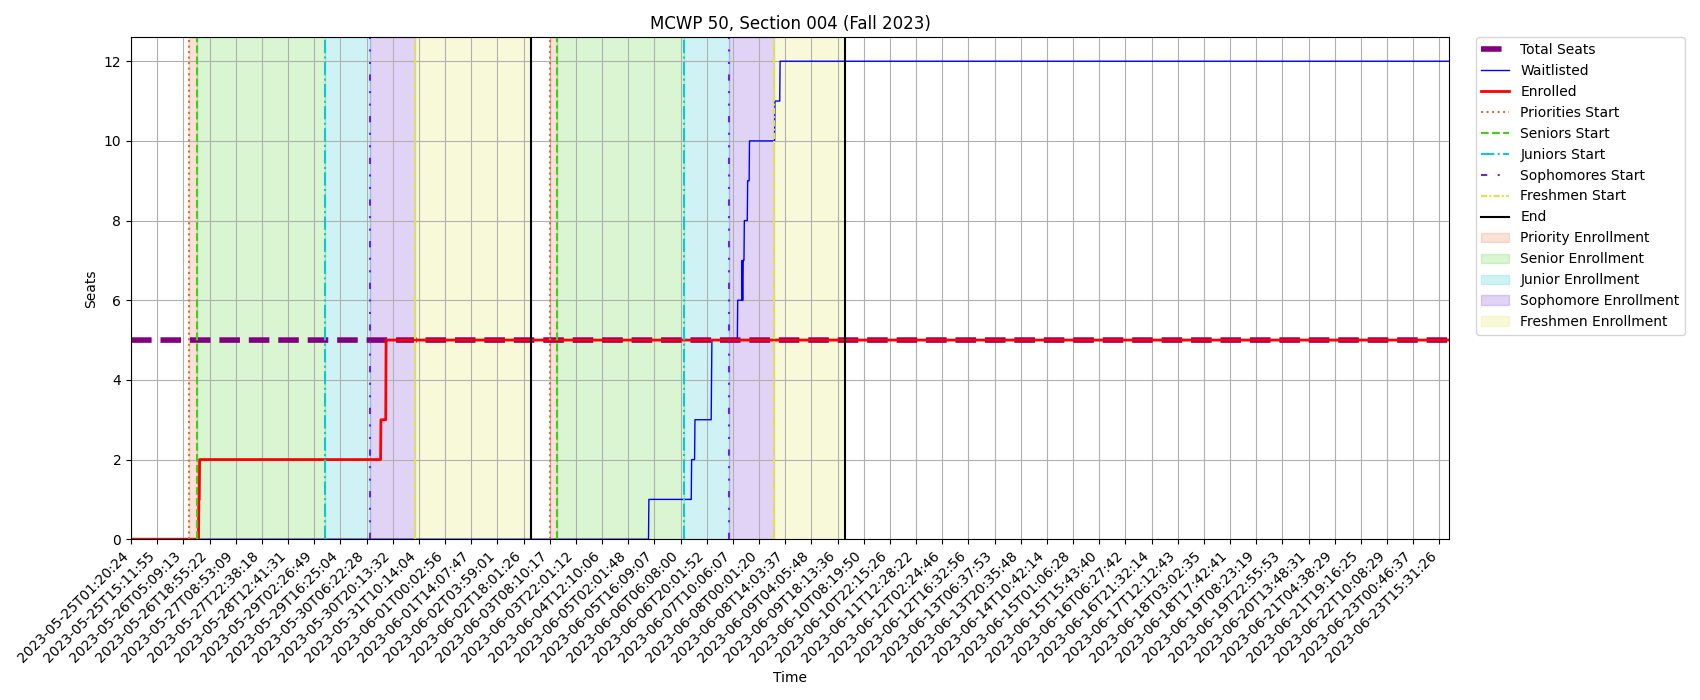 MCWP 50, Section 004 (Fall 2023)
Total Seats
Waitlisted
Enrolled
Priorities Start
Seniors Start
Juniors Start
Sophomores Start
Freshmen Start
End
Priority Enrollment
Senior Enrollment
Junior Enrollment
Sophomore Enrollment
Freshmen Enrollment
Seats
12
10
8
6
4
2
0
2023-05-25T01:20:24
2023-05-25T15:11:55
2023-05-26T05:09:13
2023-05-26T18:55:22
2023-05-27T08:53:09
2023-05-27T22:38:18
2023-05-28T12:41:31
2023-05-29T02:26:49
2023-05-29T16:25:04
2023-05-30T06:22:28
2023-05-30T20:13:32
2023-05-31T10:14:04
2023-06-01T00:02:56
2023-06-01T14:07:47
2023-06-02T03:59:01
2023-06-02T18:01:26
2023-06-03T08:10:17
2023-06-03T22:01:12
2023-06-04T12:10:06
2023-06-05T02:01:48
2023-06-05T16:09:07
2023-06-06T06:08:00
2023-06-06T20:01:52
2023-06-07T10:06:07
2023-06-08T00:01:20
2023-06-08T14:03:37
2023-06-09T04:05:48
2023-06-09T18:13:36
2023-06-10T08:19:50
2023-06-10T22:15:26
2023-06-11T12:28:22
2023-06-12T02:24:46
2023-06-12T16:32:56
2023-06-13T06:37:53
2023-06-13T20:35:48
2023-06-14T10:42:14
2023-06-15T01:06:28
2023-06-15T15:43:40
2023-06-16T06:27:42
2023-06-16T21:32:14
2023-06-17T12:12:43
2023-06-18T03:02:35
2023-06-18T17:42:41
2023-06-19T08:23:19
2023-06-19T22:55:53
2023-06-20T13:48:31
2023-06-21T04:38:29
2023-06-21T19:16:25
2023-06-22T10:08:29
2023-06-23T00:46:37
2023-06-23T15:31:26
Time